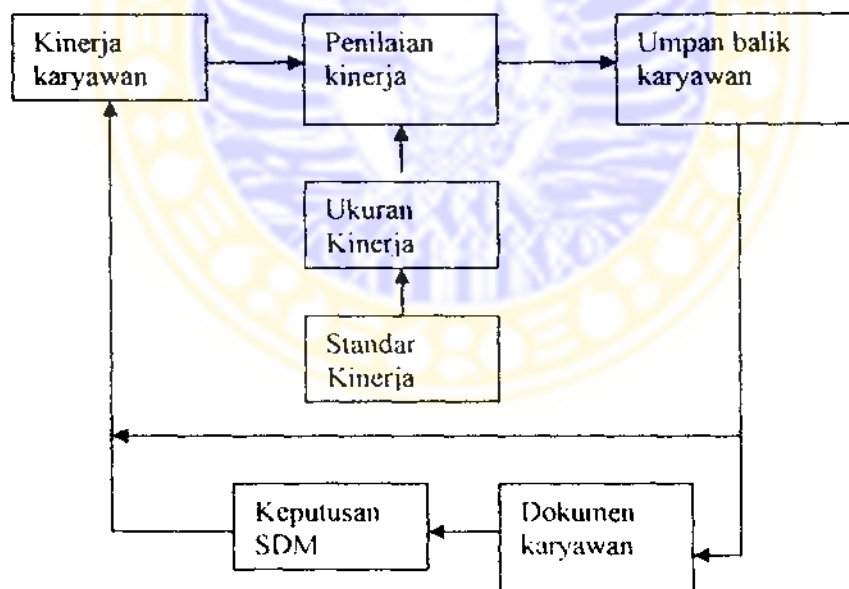 Kinerja
karyawan
Penilaian
kinerja
Umpan balik
karyawan
Ukuran
Kinerja
Standar
Kinerja
Keputusan
SDM
Dokumen
karyawan